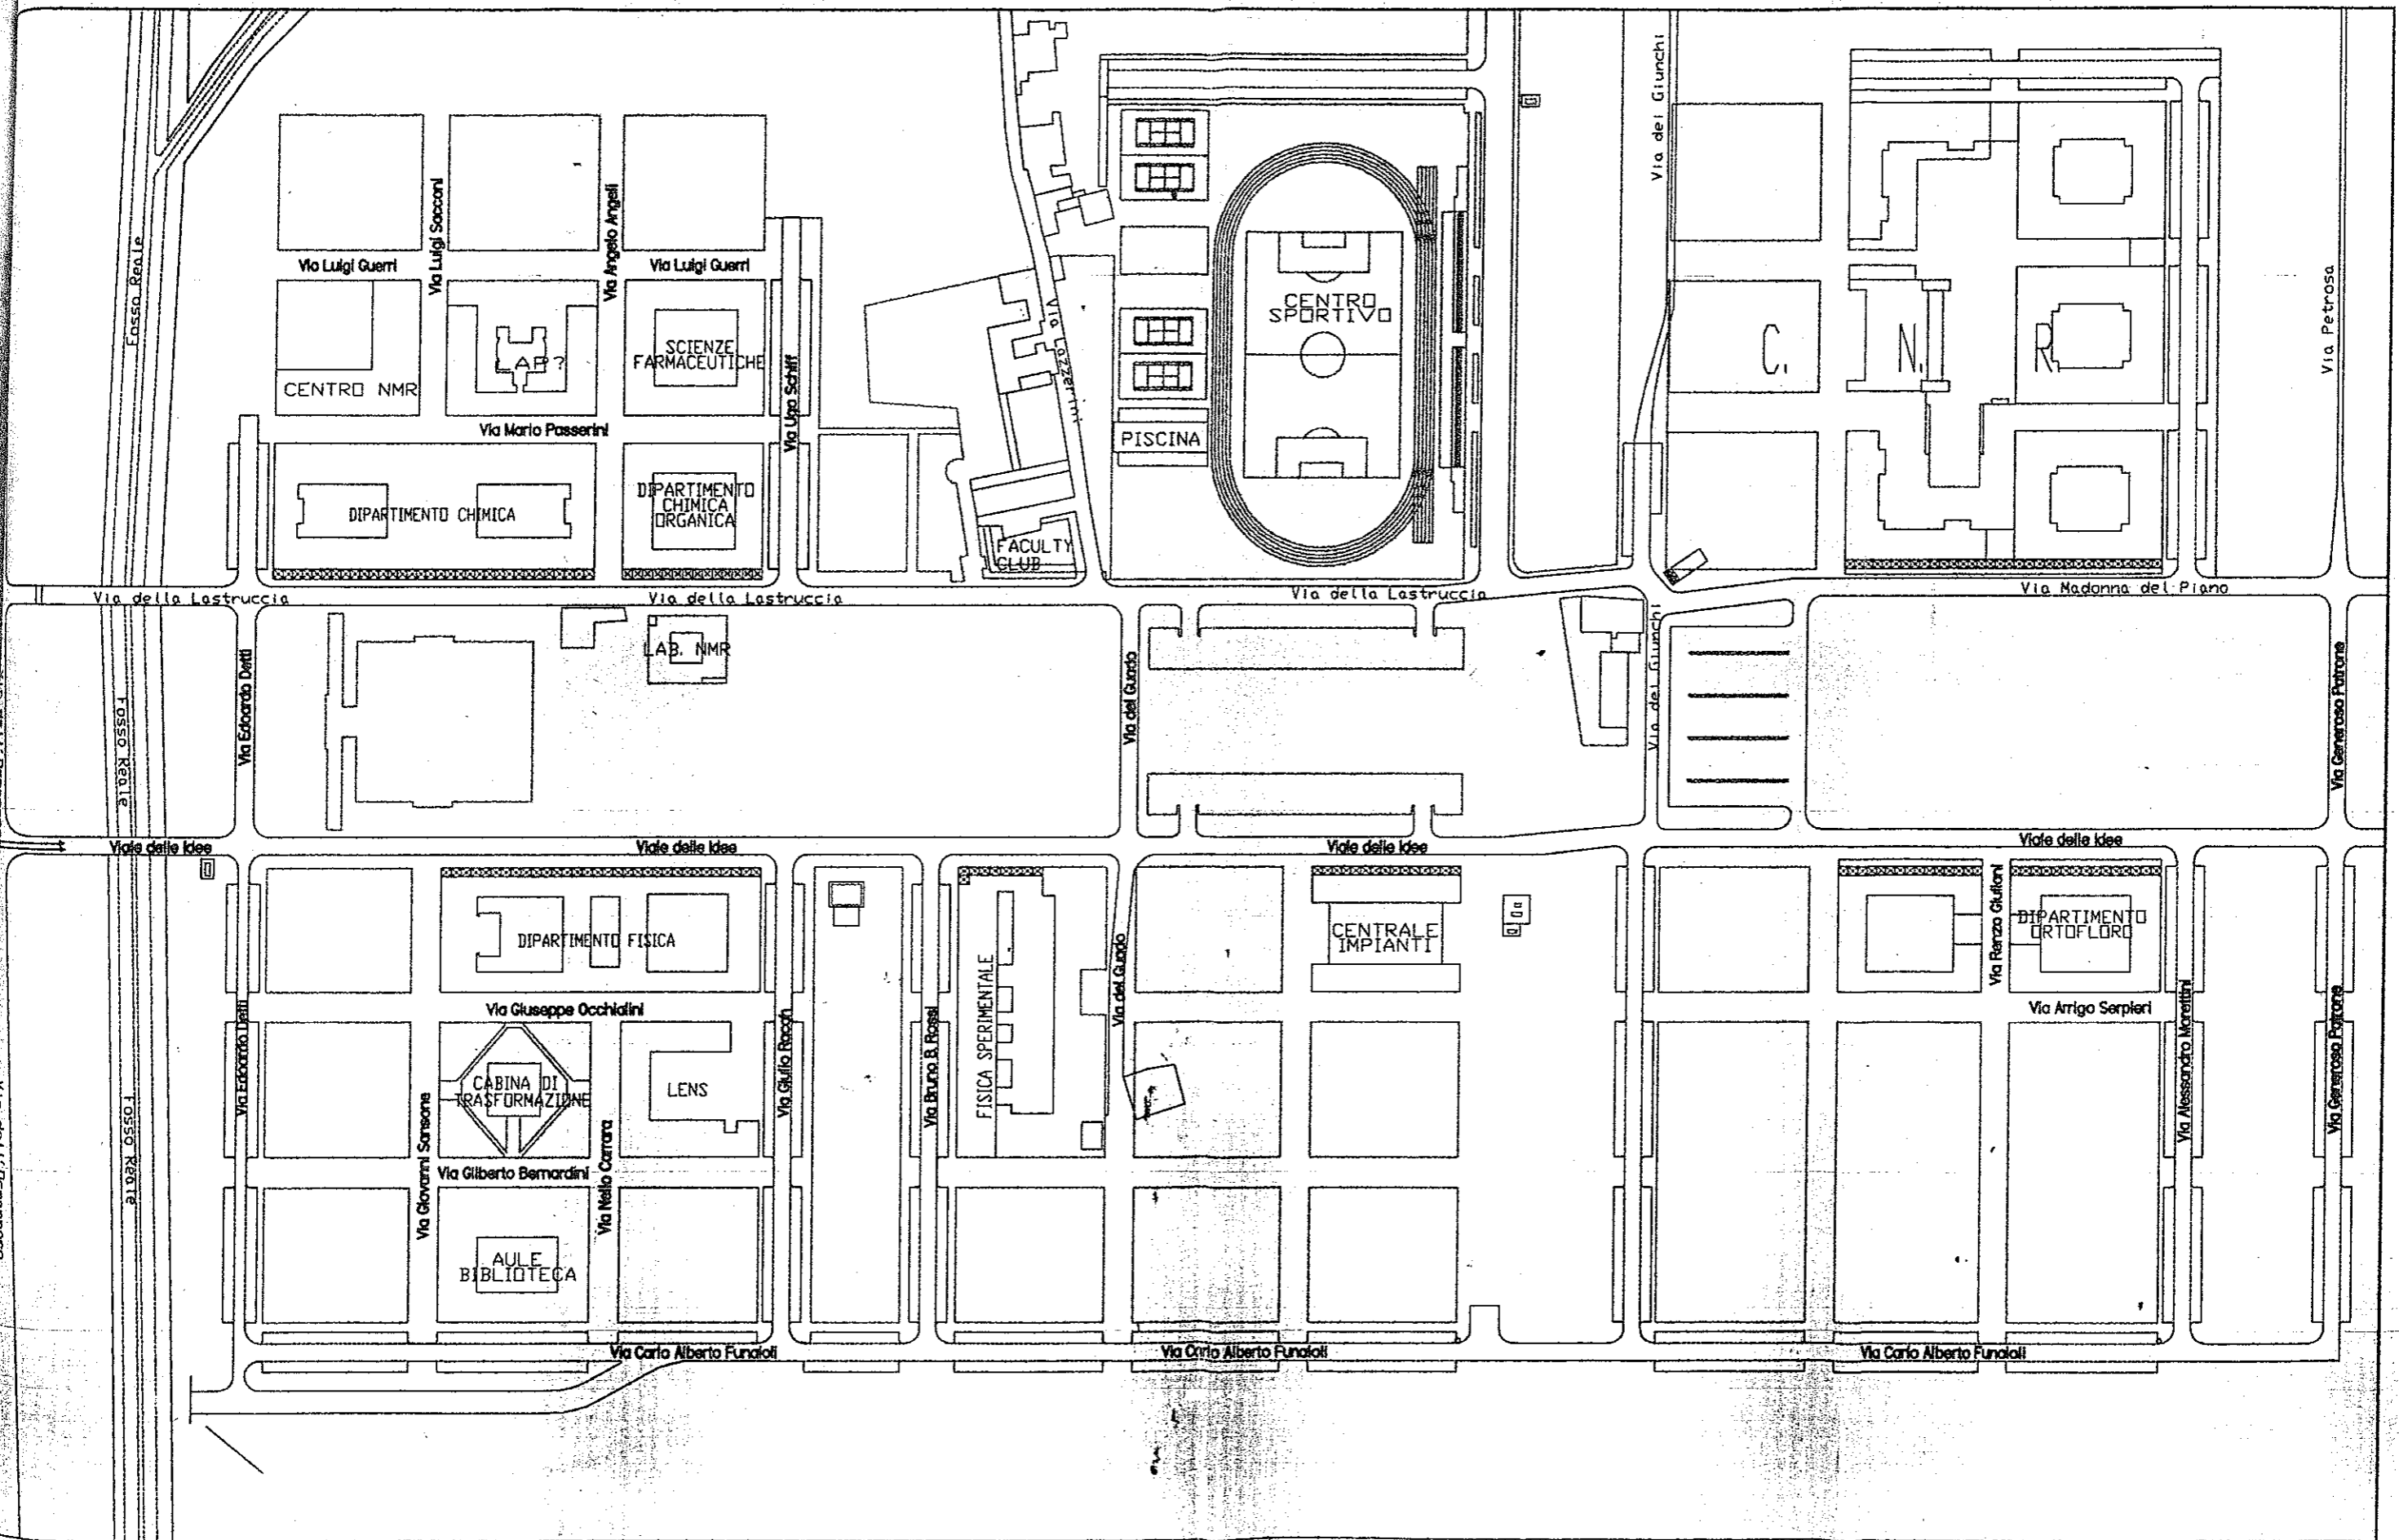 Via dei Giunchi
Fosso Reale
Via Luigi Sacconi
Via Angelo Angeli
Via Luigi Guerri
Via Luigi Guerri
CENTRO NMR
LAP?
SCIENZE
FARMACEUTICHE
Via Ugo Schiff
Via Lazzerini
CENTRO
SPORTIVO
PISCINA
C. N. R.
Via Petrosa
Via Mario Passerini
DIPARTIMENTO CHIMICA
DIPARTIMENTO
CHIMICA
ORGANICA
FACULTY
CLUB
Via della Lastruccia
Via della Lastruccia
Via della Lastruccia
Via Madonna del Piano
Via Edoardo Detti
LAB. NMR
Via del Guado
Via dei Giunchi
Via Generoso Patrone
Fosso Reale
Viale delle Idee
Viale delle Idee
Viale delle Idee
Viale delle Idee
DIPARTIMENTO FISICA
CENTRALE
IMPIANTI
Via Renzo Giuliani
DIPARTIMENTO
ORTOFLORO
Via Giuseppe Occhialini
Via Arrigo Serpieri
Via Edoardo Detti
Via Giulio Racah
Via Bruno B. Rossi
FISICA SPERIMENTALE
Via del Guado
Via Alessandro Morettini
Via Generoso Patrone
CABINA DI
TRASFORMAZIONE
LENS
Fosso Reale
Via Giovanni Sansone
Via Gilberto Bernardini
Via Nello Carrara
AULE
BIBLIOTECA
Via Carlo Alberto Funaioli
Via Carlo Alberto Funaioli
Via Carlo Alberto Funaioli